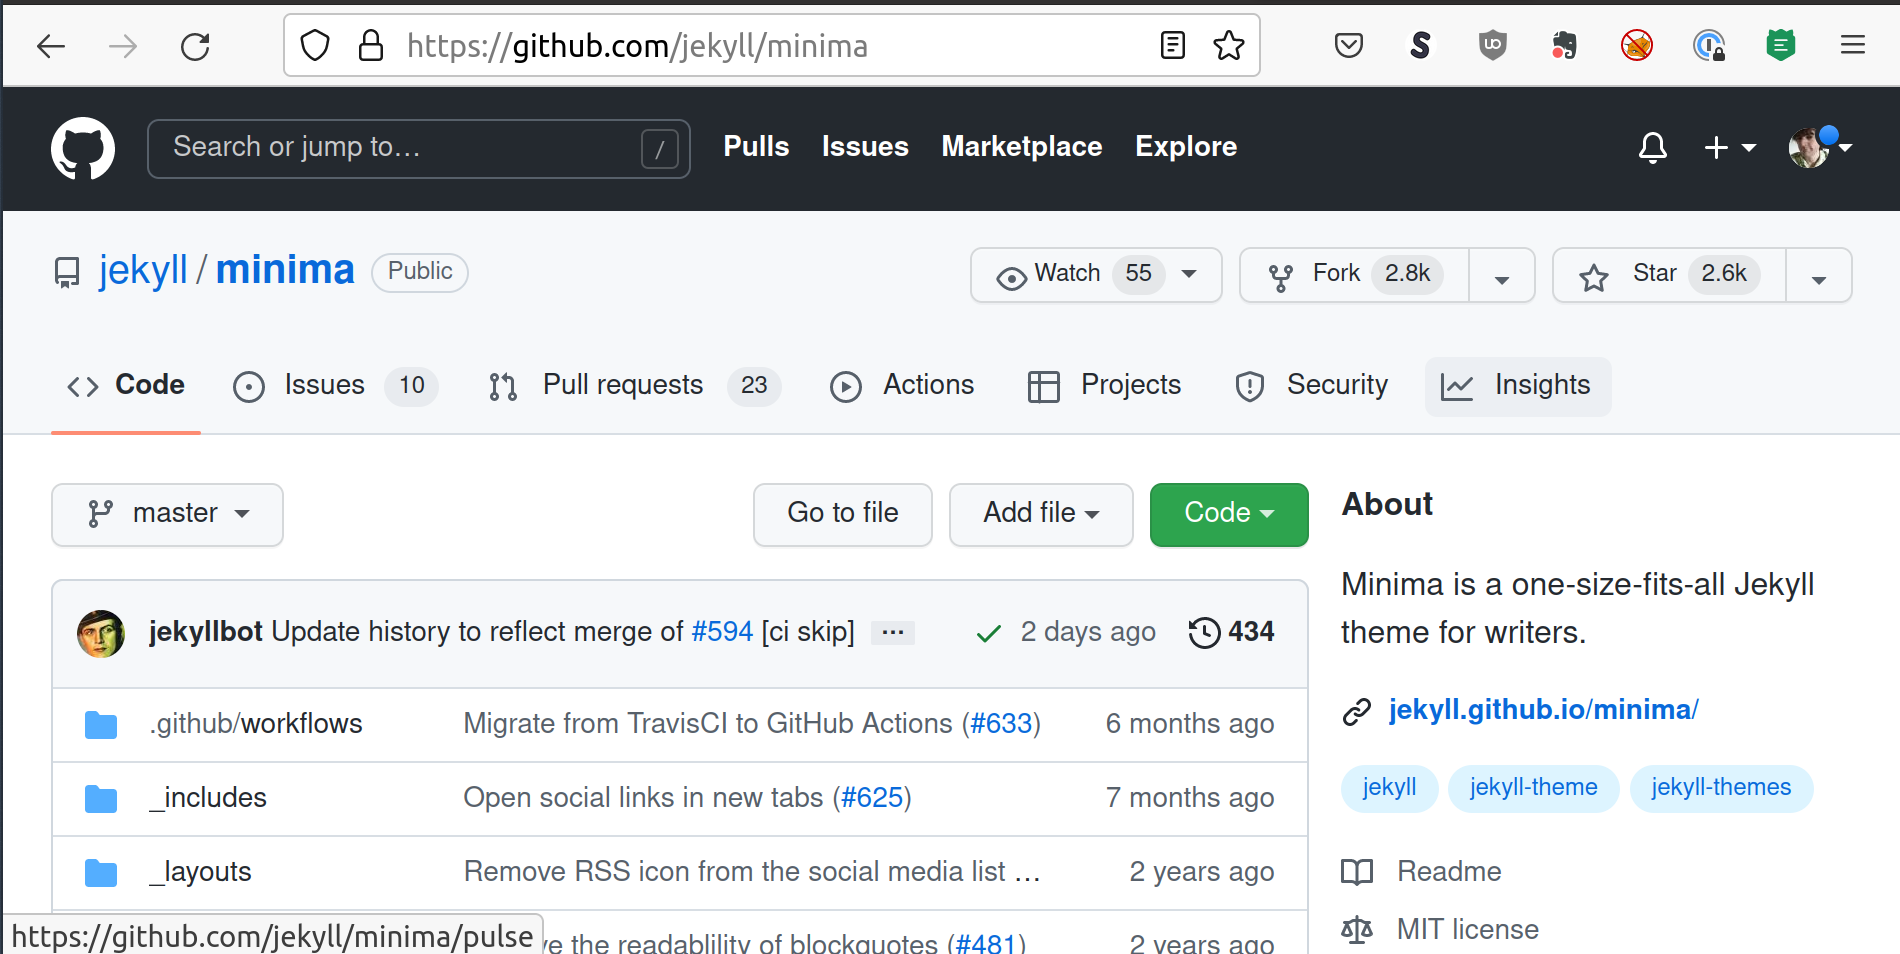 https://github.com/jekyll/minima
Search or jump to… /
Pulls Issues Marketplace Explore
jekyll / minima Public
Watch 55 Fork 2.8k Star 2.6k
Code Issues 10 Pull requests 23 Actions Projects Security Insights
master Go to file Add file Code
jekyllbot Update history to reflect merge of #594 [ci skip] … 2 days ago 434
.github/workflows Migrate from TravisCI to GitHub Actions (#633) 6 months ago
_includes Open social links in new tabs (#625) 7 months ago
_layouts Remove RSS icon from the social media list … 2 years ago
the readablility of blockquotes (#481) 2 years ago
https://github.com/jekyll/minima/pulse
About
Minima is a one-size-fits-all Jekyll
theme for writers.
jekyll.github.io/minima/
jekyll jekyll-theme jekyll-themes
Readme
MIT license